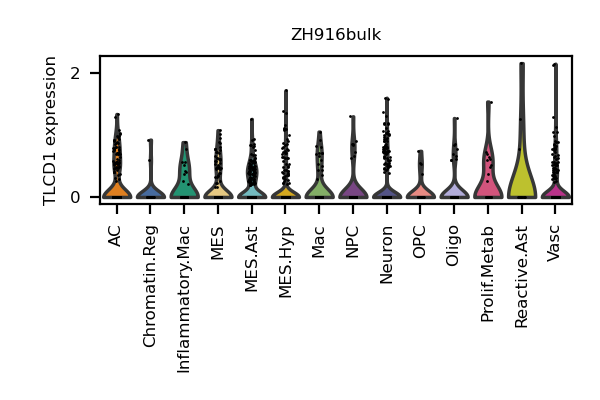 ZH916bulk
TLCD1 expression
2
0
AC
Chromatin.Reg
Inflammatory.Mac
MES
MES.Ast
MES.Hyp
Mac
NPC
Neuron
OPC
Oligo
Prolif.Metab
Reactive.Ast
Vasc